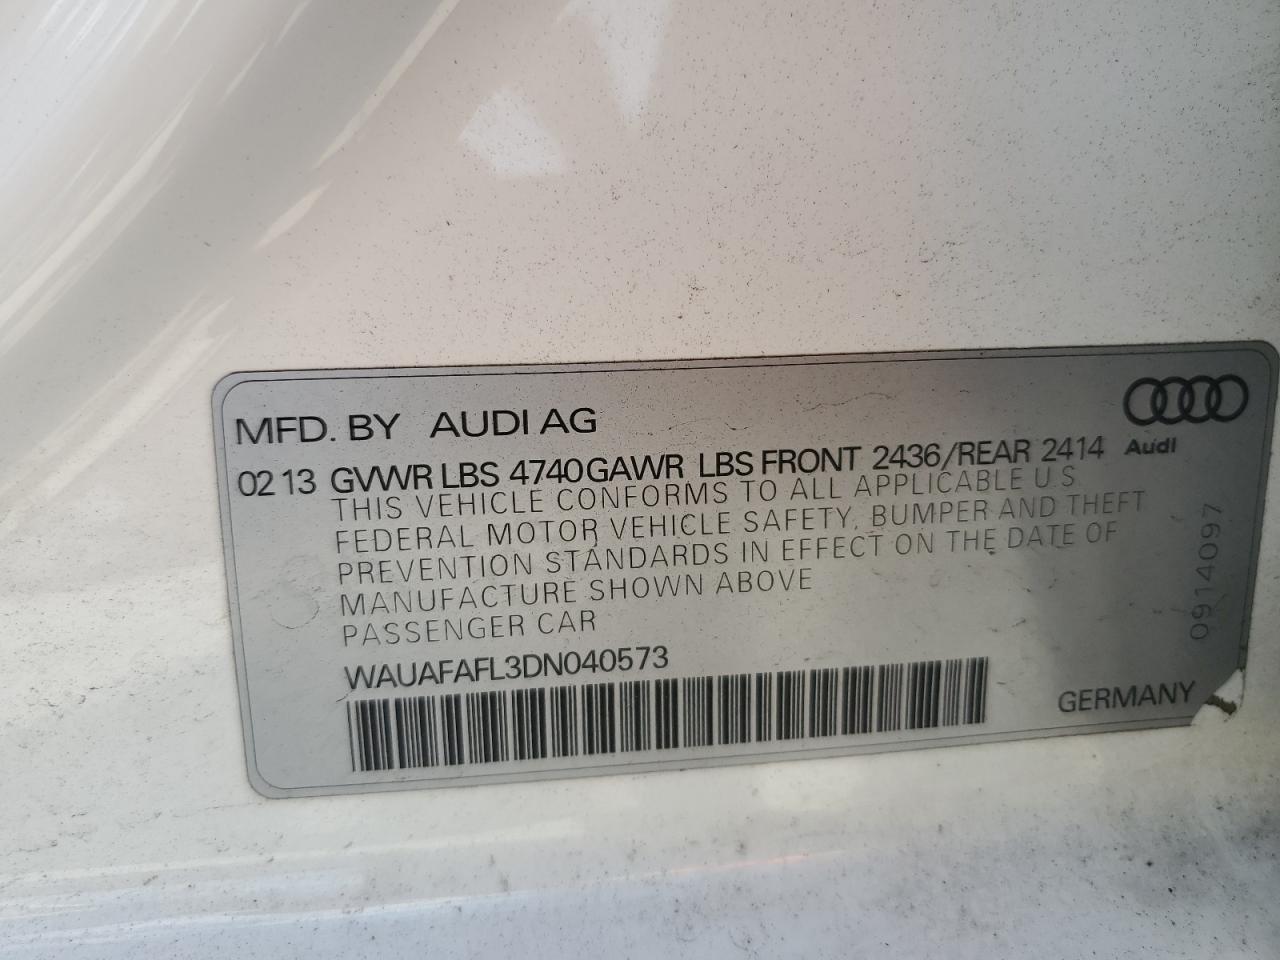 MFD. BY AUDI AG
Audi
02 13 GVWR LBS 4740 GAWR LBS FRONT 2436/REAR 2414
THIS VEHICLE CONFORMS TO ALL APPLICABLE U.S.
FEDERAL MOTOR VEHICLE SAFETY, BUMPER AND THEFT
PREVENTION STANDARDS IN EFFECT ON THE DATE OF
MANUFACTURE SHOWN ABOVE
PASSENGER CAR
WAUAFAFL3DN040573
GERMANY
0914097